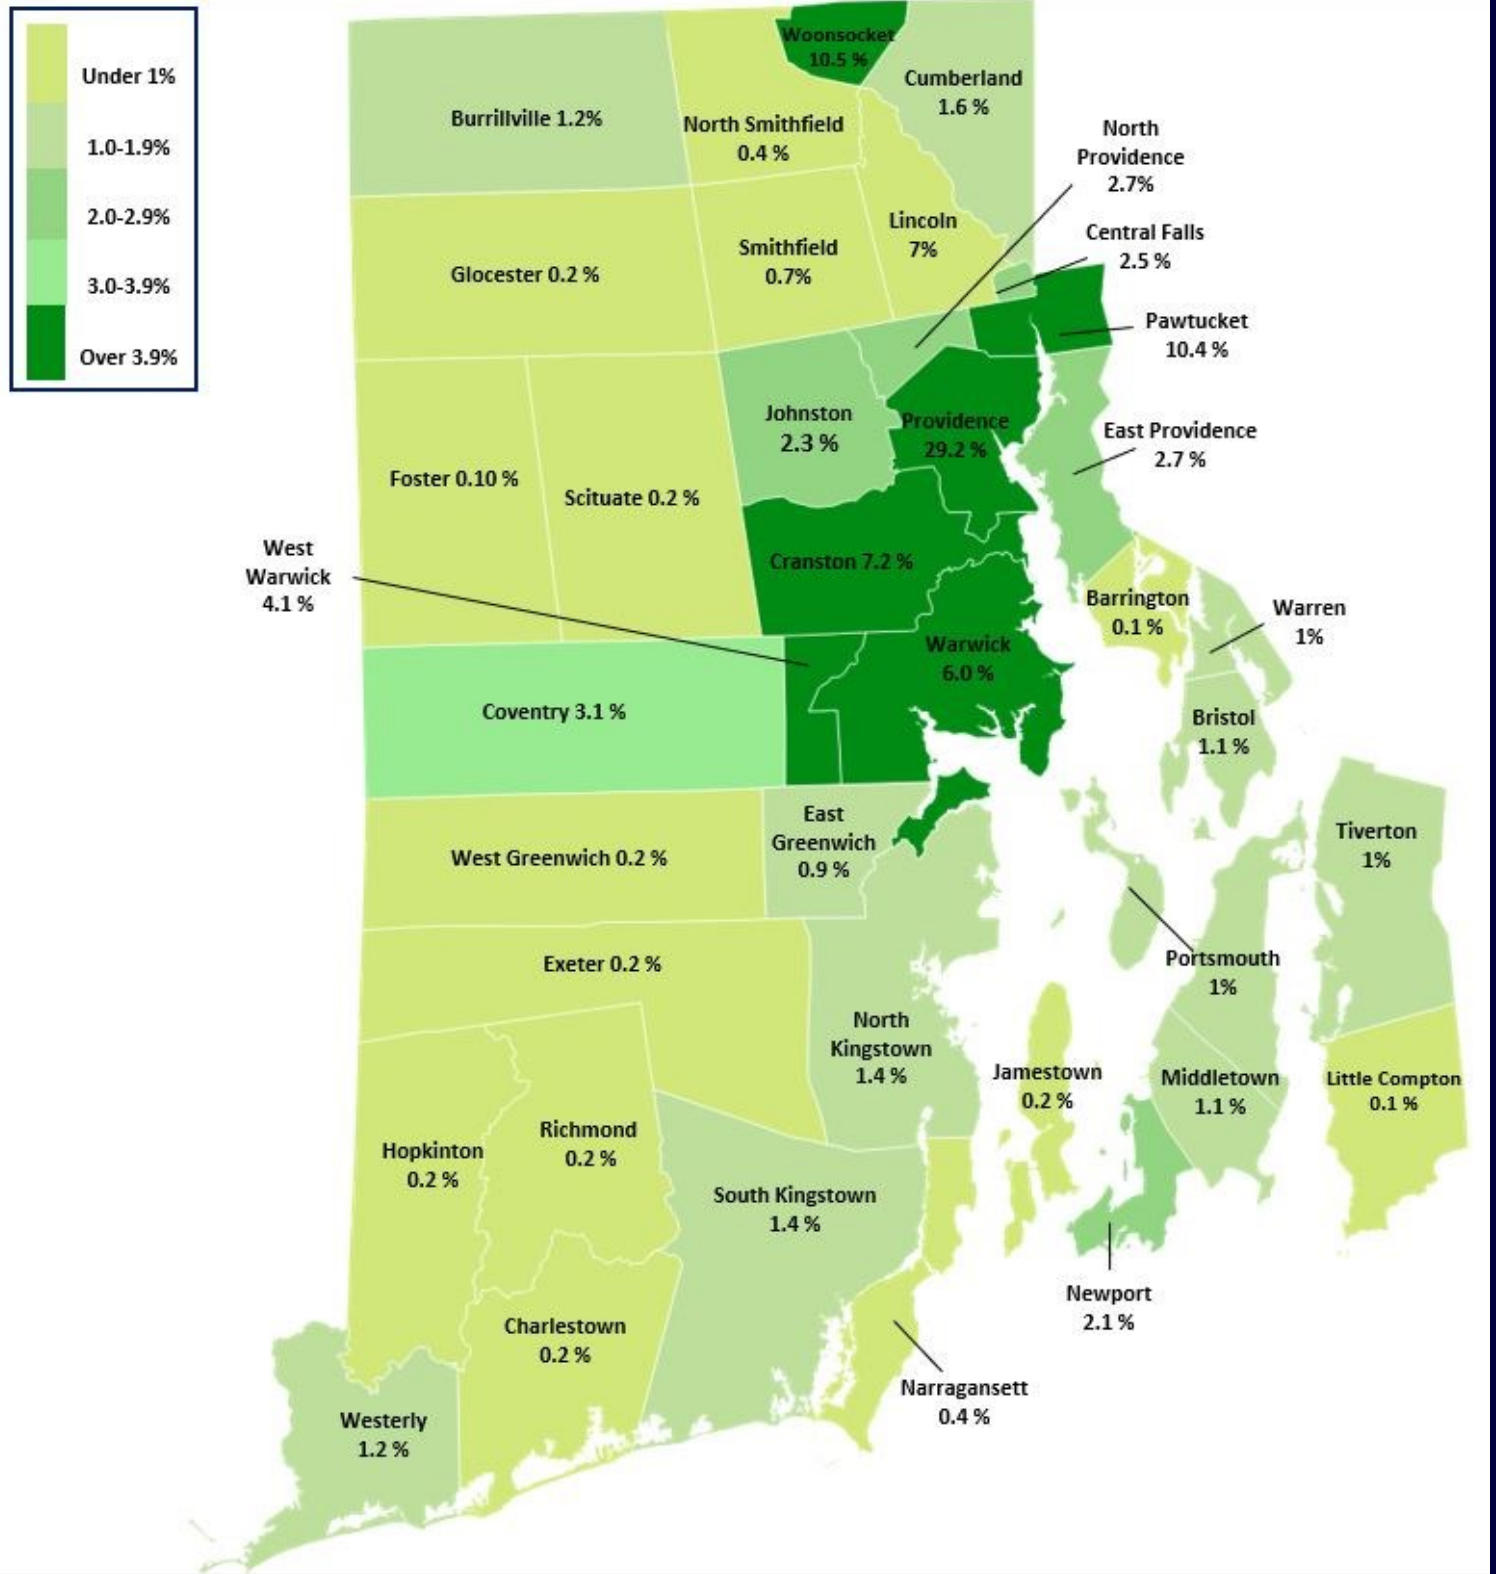 Under 1%
1.0-1.9%
2.0-2.9%
3.0-3.9%
Over 3.9%
Woonsocket
10.5 %
Cumberland
1.6 %
Burrillville 1.2%
North Smithfield
0.4 %
North
Providence
2.7%
Lincoln
7%
Central Falls
2.5 %
Glocester 0.2 %
Smithfield
0.7%
Pawtucket
10.4 %
Johnston
2.3 %
Providence
29.2 %
East Providence
2.7 %
Foster 0.10 %
Scituate 0.2 %
West
Warwick
4.1 %
Cranston 7.2 %
Barrington
0.1 %
Warren
1%
Warwick
6.0 %
Coventry 3.1 %
Bristol
1.1 %
East
Greenwich
0.9 %
West Greenwich 0.2 %
Tiverton
1%
Exeter 0.2 %
Portsmouth
1%
North
Kingstown
1.4 %
Jamestown
0.2 %
Middletown
1.1 %
Little Compton
0.1 %
Hopkinton
0.2 %
Richmond
0.2 %
South Kingstown
1.4 %
Newport
2.1 %
Charlestown
0.2 %
Narragansett
0.4 %
Westerly
1.2 %